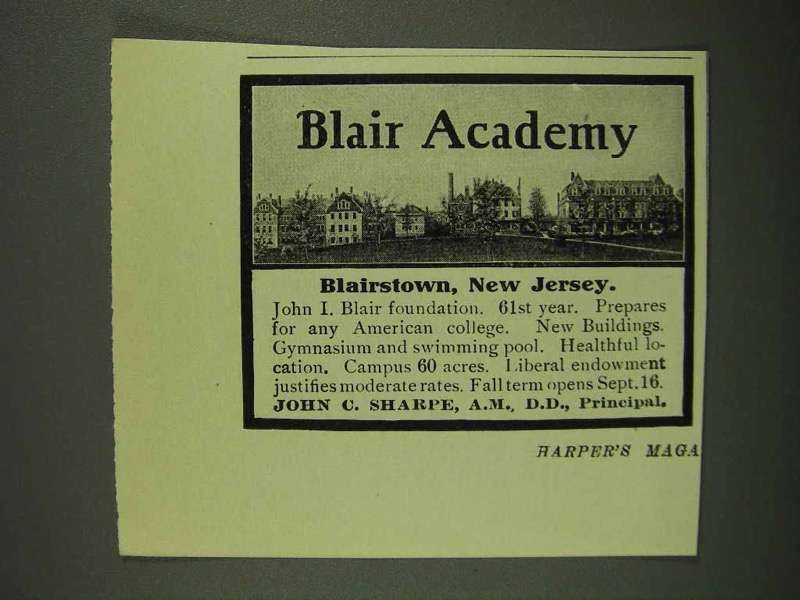 Blair Academy
Blairstown, New Jersey.
John I. Blair foundation. 61st year. Prepares
for any American college. New Buildings.
Gymnasium and swimming pool. Healthful lo-
cation. Campus 60 acres. Liberal endowment
justifies moderate rates. Fall term opens Sept. 16.
JOHN C. SHARPE, A.M., D.D., Principal.
HARPER'S MAGA